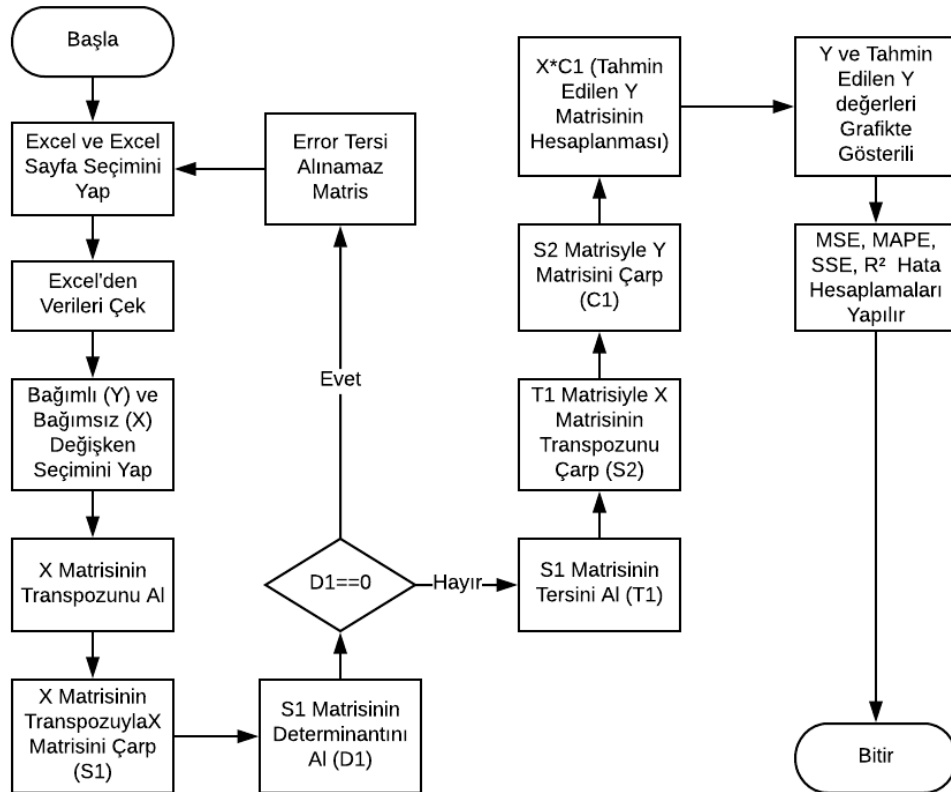 Başla
Excel ve Excel
Sayfa Seçimini
Yap
Excel'den
Verileri Çek
Bağımlı (Y) ve
Bağımsız (X)
Değişken
Seçimini Yap
X Matrisinin
Transpozunu Al
X Matrisinin
TranspozuylaX
Matrisini Çarp
(S1)
S1 Matrisinin
Determinantını
Al (D1)
D1==0
Evet
Error Tersi
Alınamaz
Matris
Hayır
S1 Matrisinin
Tersini Al (T1)
T1 Matrisiyle X
Matrisinin
Transpozunu
Çarp (S2)
S2 Matrisyle Y
Matrisini Çarp
(C1)
X*C1 (Tahmin
Edilen Y
Matrisinin
Hesaplanması)
Y ve Tahmin
Edilen Y
değerleri
Grafikte
Gösterili
MSE, MAPE,
SSE, R² Hata
Hesaplamaları
Yapılır
Bitir